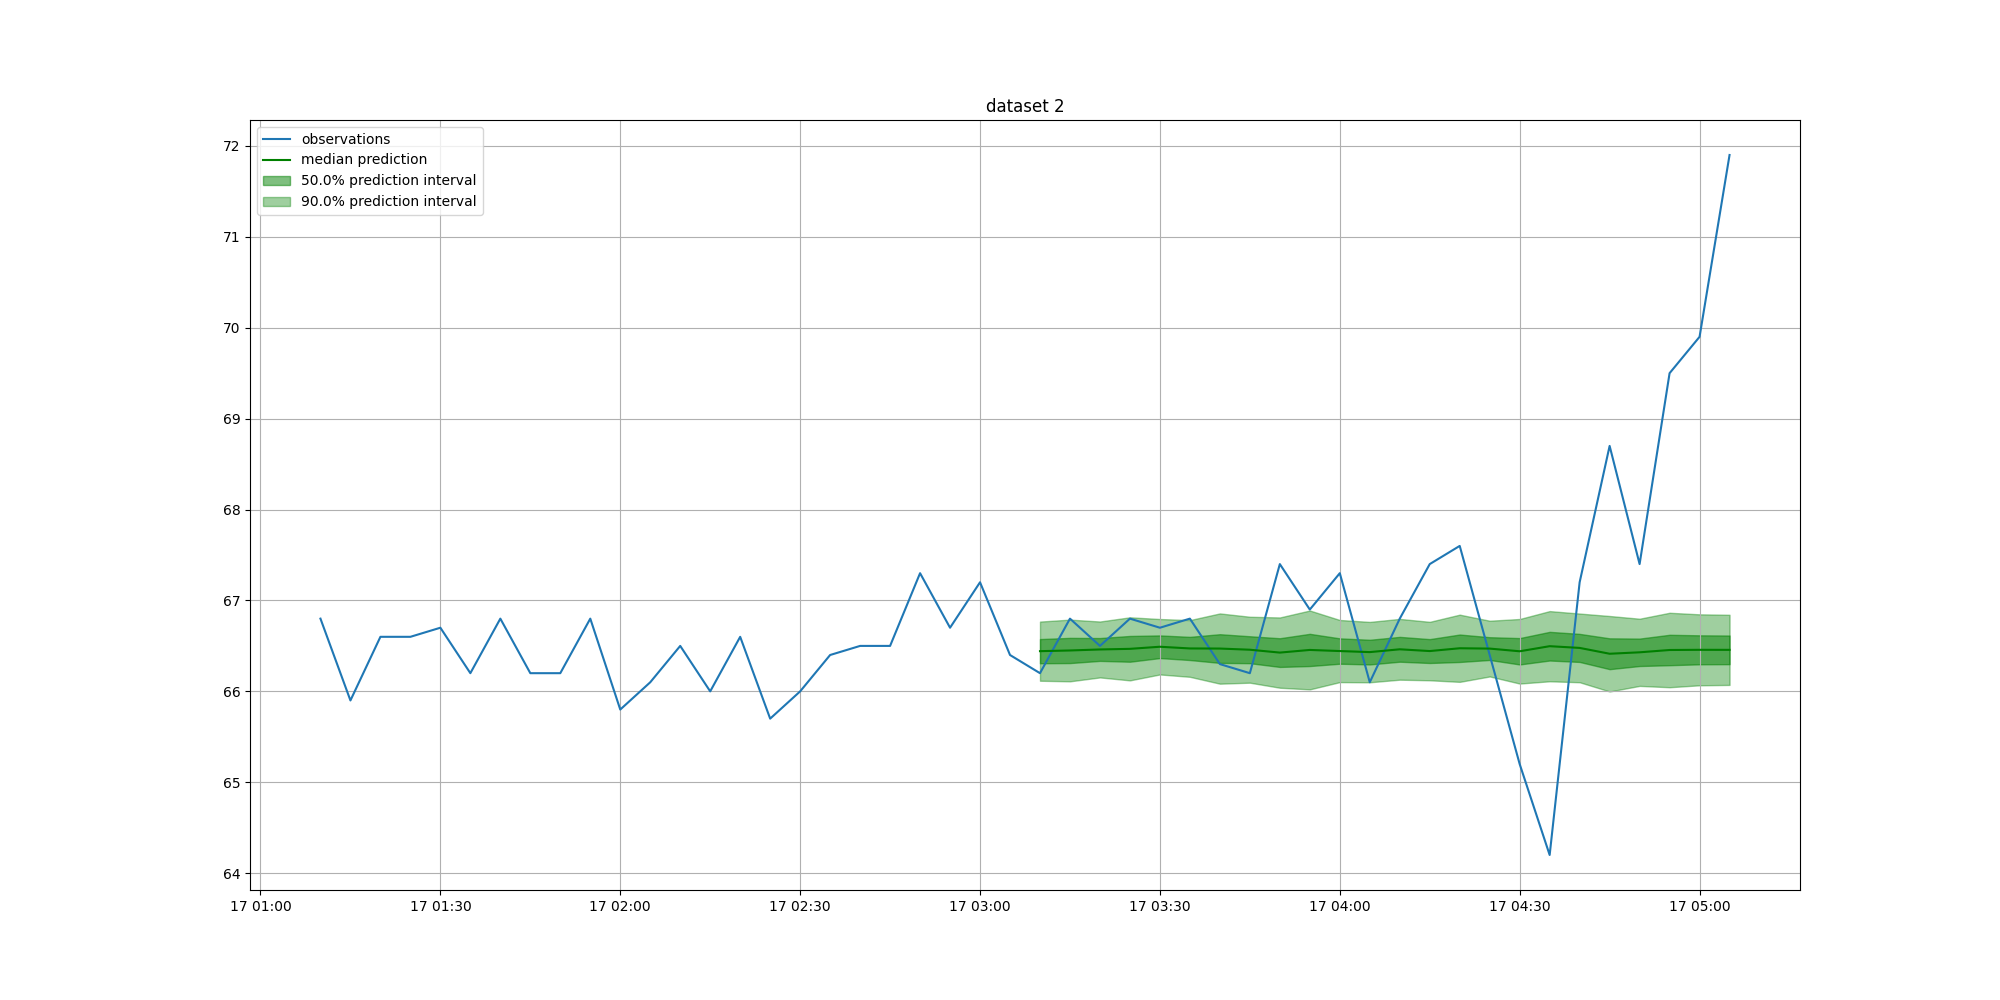 dataset 2
observations
median prediction
50.0% prediction interval
90.0% prediction interval
72
71
70
69
68
67
66
65
64
17 01:00 17 01:30 17 02:00 17 02:30 17 03:00 17 03:30 17 04:00 17 04:30 17 05:00